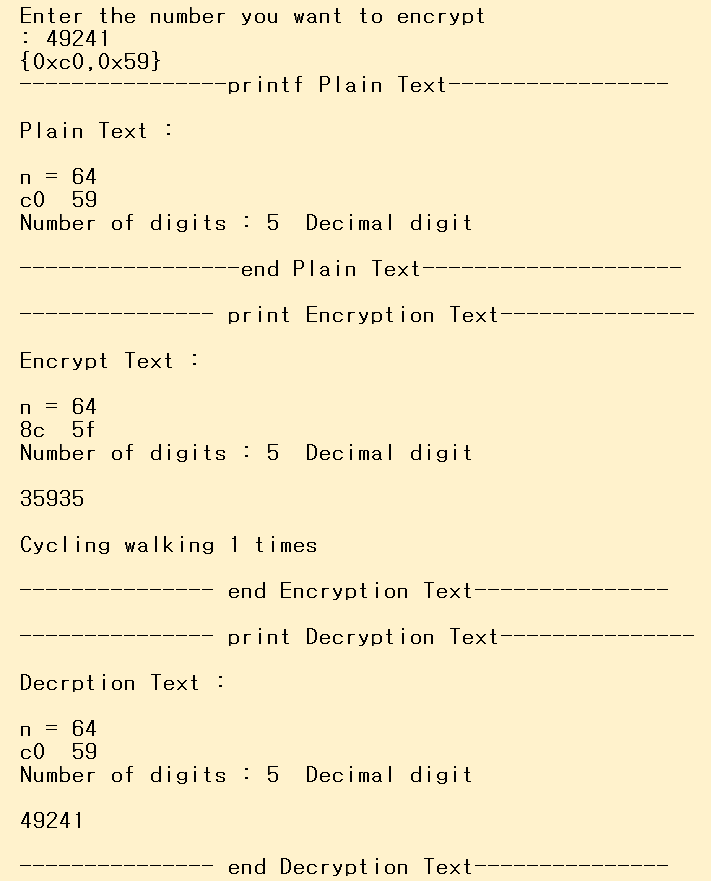 Enter the number you want to encrypt
: 49241
{0xc0,0x59}
----------------printf Plain Text-----------------
Plain Text :
n = 64
c0  59
Number of digits : 5  Decimal digit
-----------------end Plain Text--------------------
--------------- print Encryption Text---------------
Encrypt Text :
n = 64
8c  5f
Number of digits : 5  Decimal digit
35935
Cycling walking 1 times
--------------- end Encryption Text---------------
--------------- print Decryption Text---------------
Decrption Text :
n = 64
c0  59
Number of digits : 5  Decimal digit
49241
--------------- end Decryption Text---------------